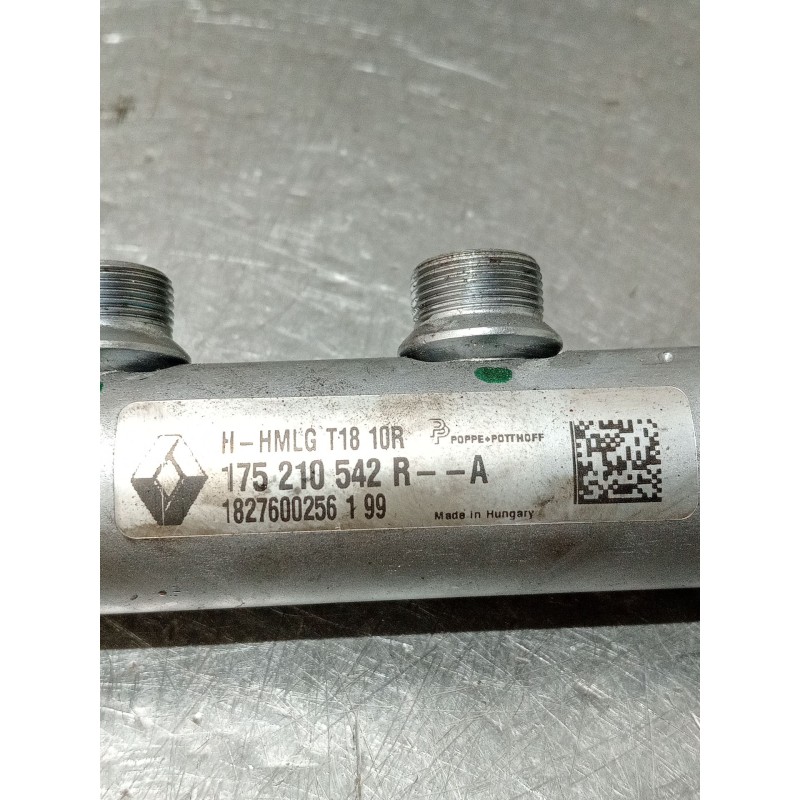 H-HMLG T18 10R
POPPE+POTTHOFF
175 210 542 R--A
1827600256 1 99
Made in Hungary